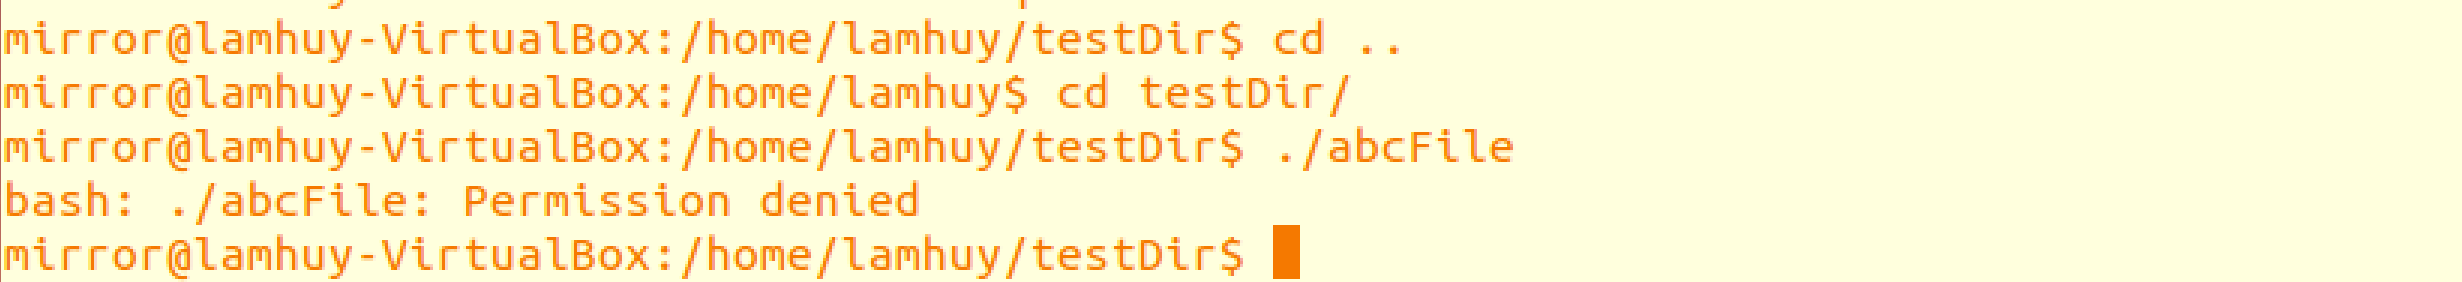 mirror@lamhuy-VirtualBox:/home/lamhuy/testDir$ cd ..
mirror@lamhuy-VirtualBox:/home/lamhuy$ cd testDir/
mirror@lamhuy-VirtualBox:/home/lamhuy/testDir$ ./abcFile
bash: ./abcFile: Permission denied
mirror@lamhuy-VirtualBox:/home/lamhuy/testDir$